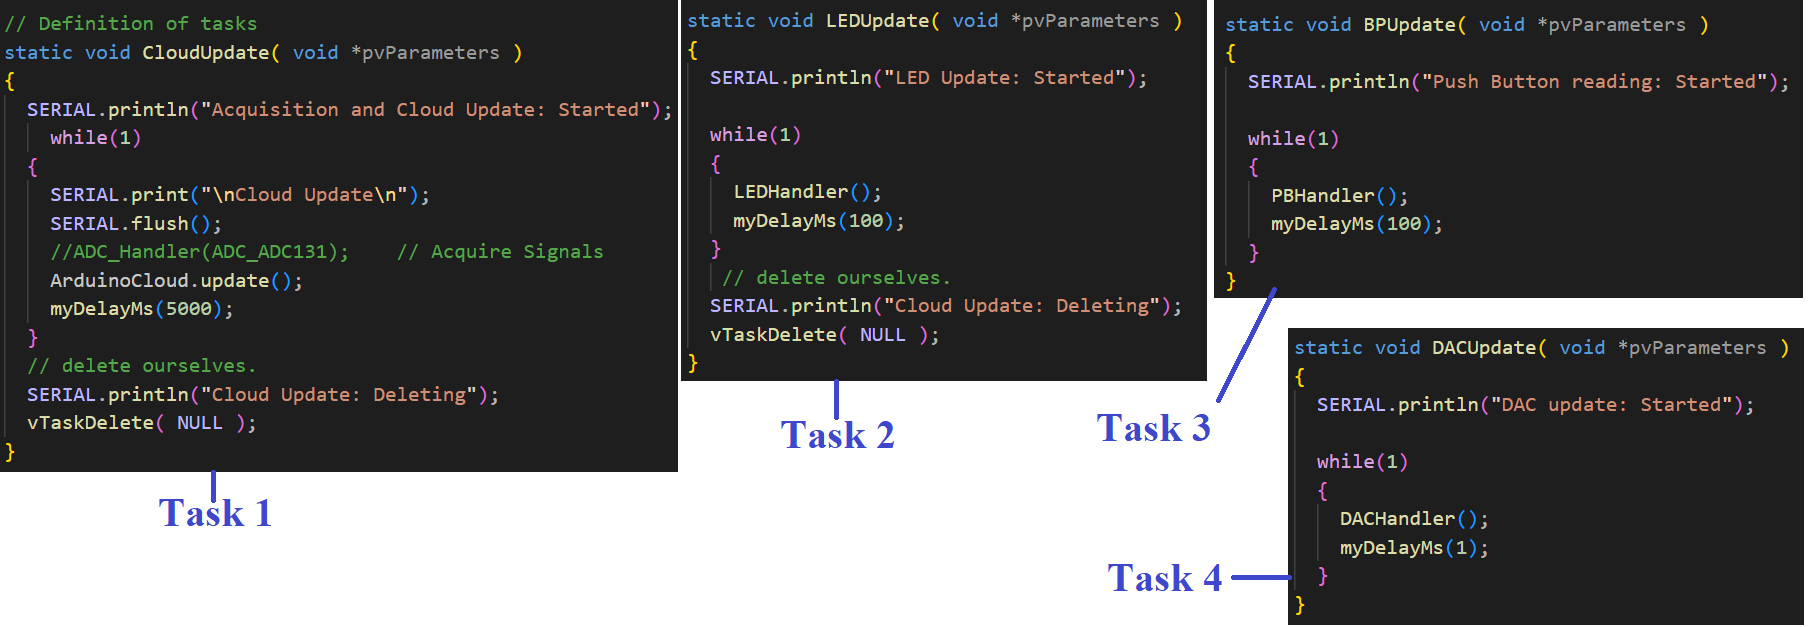 // Definition of tasks
static void CloudUpdate( void *pvParameters )
{
SERIAL.println("Acquisition and Cloud Update: Started");
while(1)
{
SERIAL.print("\nCloud Update\n");
SERIAL.flush();
//ADC_Handler(ADC_ADC131);    // Acquire Signals
ArduinoCloud.update();
myDelayMs(5000);
}
// delete ourselves.
SERIAL.println("Cloud Update: Deleting");
vTaskDelete( NULL );
}
Task 1
static void LEDUpdate( void *pvParameters )
{
SERIAL.println("LED Update: Started");
while(1)
{
LEDHandler();
myDelayMs(100);
}
// delete ourselves.
SERIAL.println("Cloud Update: Deleting");
vTaskDelete( NULL );
}
Task 2
static void BPUpdate( void *pvParameters )
{
SERIAL.println("Push Button reading: Started");
while(1)
{
PBHandler();
myDelayMs(100);
}
}
Task 3
static void DACUpdate( void *pvParameters )
{
SERIAL.println("DAC update: Started");
while(1)
{
DACHandler();
myDelayMs(1);
}
}
Task 4